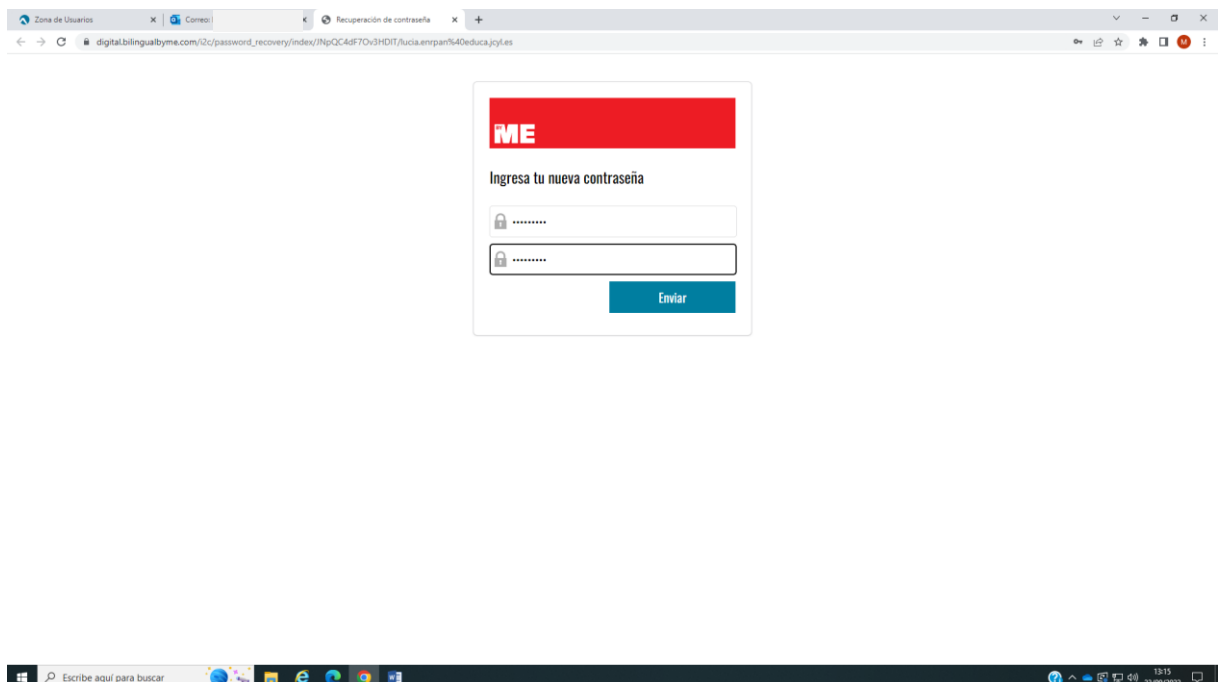 Zona de Usuarios
Correo:
Recuperación de contraseña
digital.bilingualbyme.com/i2c/password_recovery/index/JNpQC4dF7Ov3HDIT/lucia.enrpan%40educa.jcyl.es
M
BY
ME
Ingresa tu nueva contraseña
•••••••••
•••••••••
Enviar
Escribe aquí para buscar
13:15